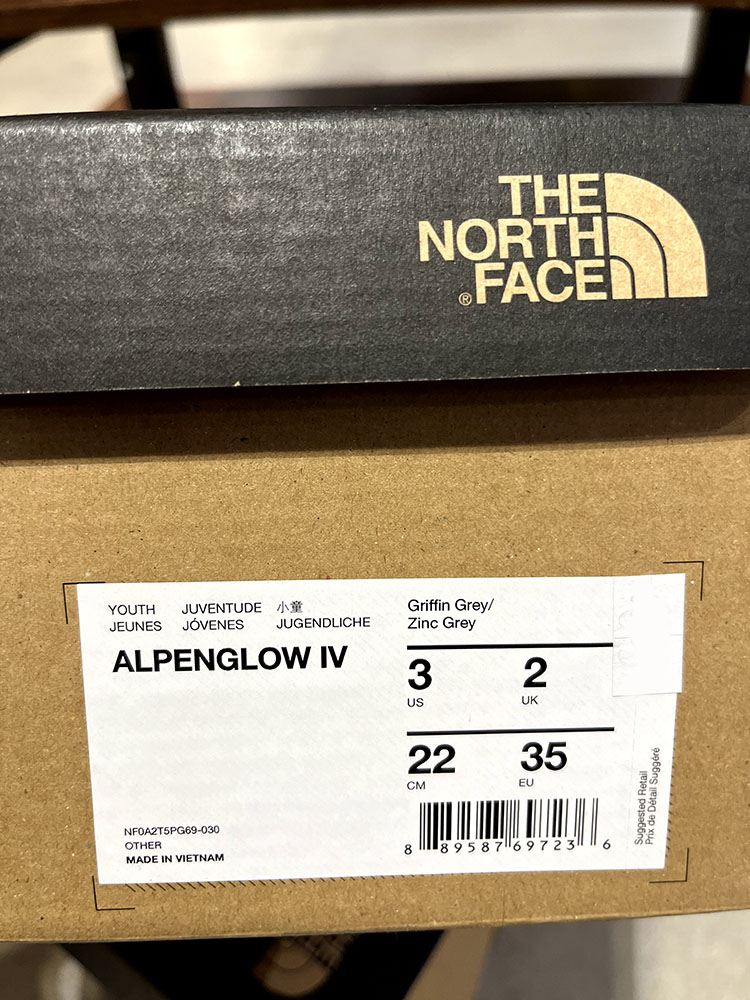 THE
NORTH
FACE
®
YOUTH JUVENTUDE 小童
JEUNES JÓVENES JUGENDLICHE
ALPENGLOW IV
Griffin Grey/
Zinc Grey
3 2
US UK
22 35
CM EU
8 89587 69723 6
NF0A2T5PG69-030
OTHER
MADE IN VIETNAM
Suggested Retail
Prix de Détail Suggéré